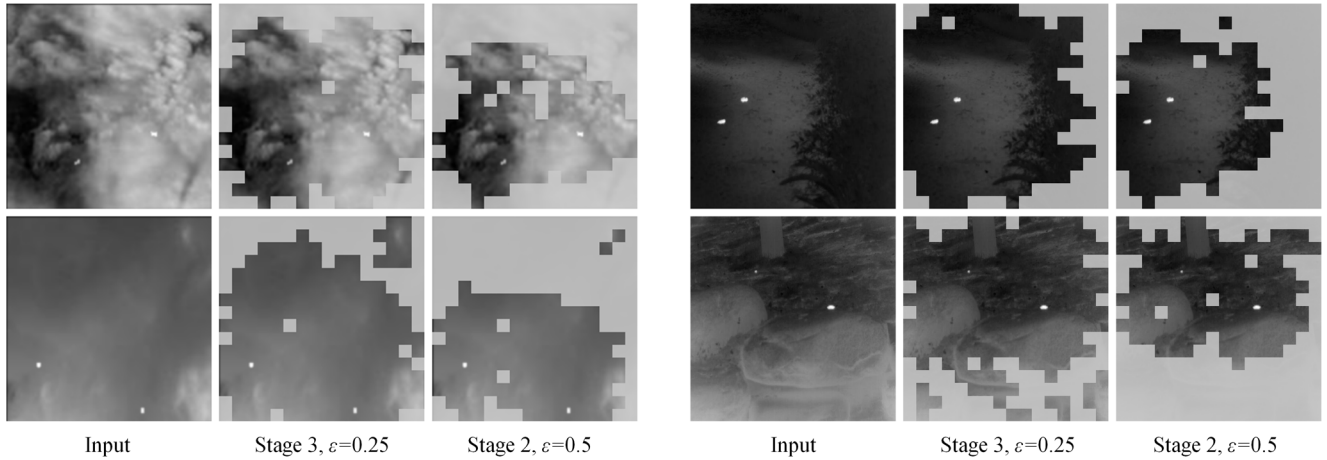 Input
Stage 3, ε=0.25
Stage 2, ε=0.5
Input
Stage 3, ε=0.25
Stage 2, ε=0.5